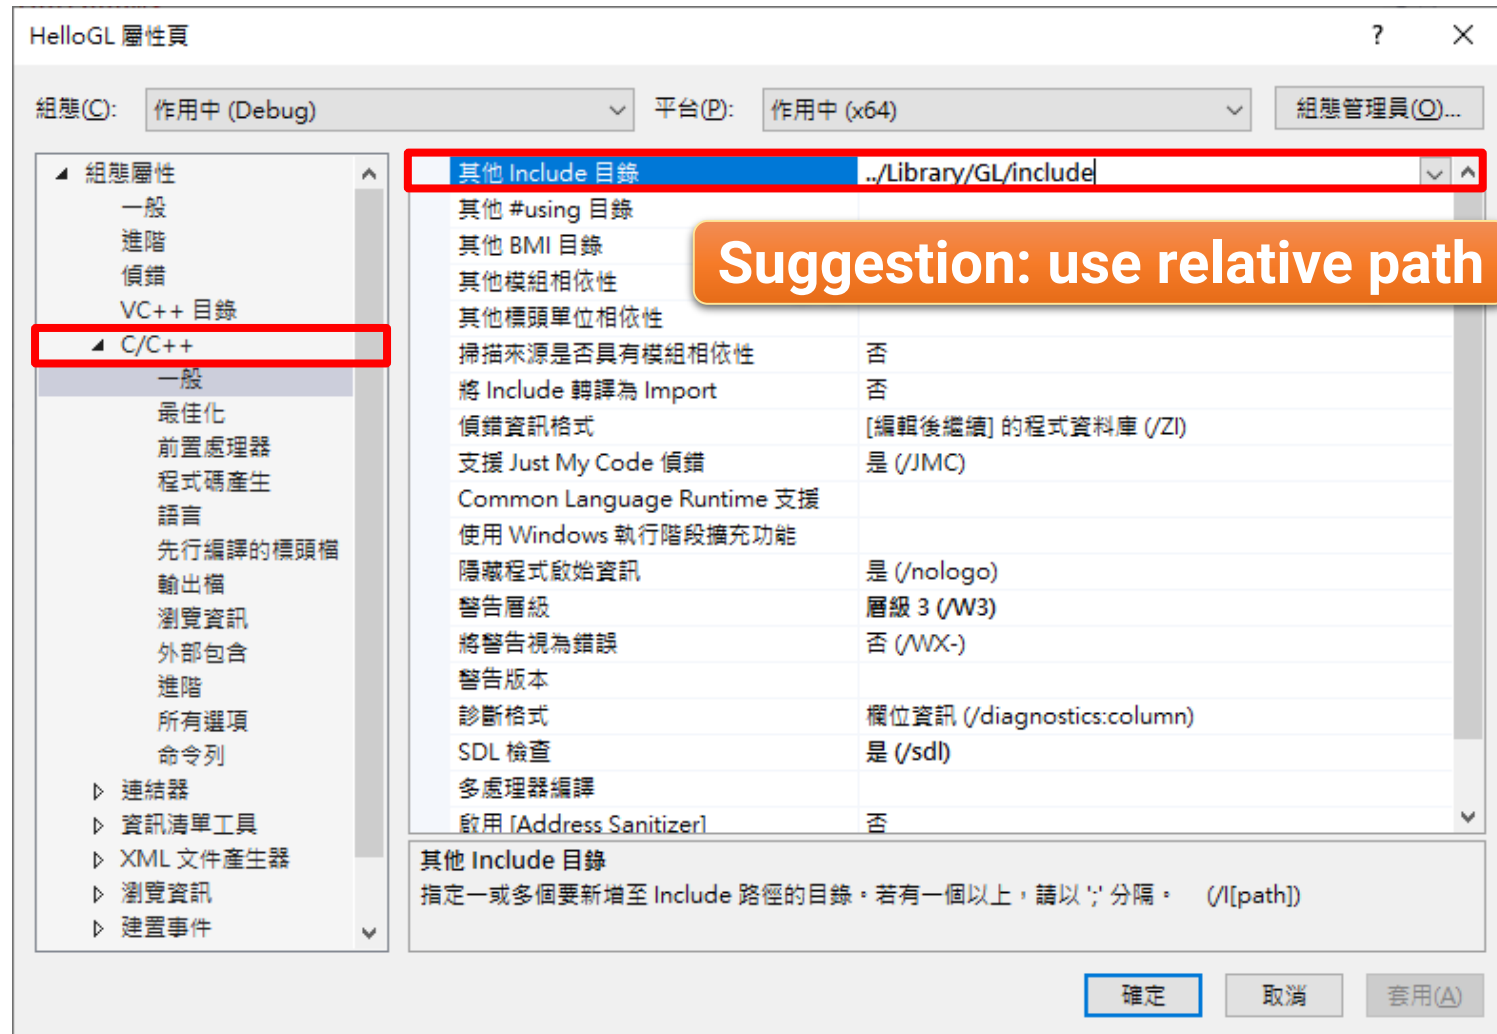 HelloGL 屬性頁
?
組態(C):
作用中 (Debug)
平台(P):
作用中 (x64)
組態管理員(O)...
組態屬性
一般
進階
偵錯
VC++ 目錄
C/C++
一般
最佳化
前置處理器
程式碼產生
語言
先行編譯的標頭檔
輸出檔
瀏覽資訊
外部包含
進階
所有選項
命令列
連結器
資訊清單工具
XML 文件產生器
瀏覽資訊
建置事件
其他 Include 目錄 ../Library/GL/include
其他 #using 目錄
其他 BMI 目錄
其他模組相依性
其他標頭單位相依性
Suggestion: use relative path
掃描來源是否具有模組相依性 否
將 Include 轉譯為 Import 否
偵錯資訊格式 [編輯後繼續] 的程式資料庫 (/ZI)
支援 Just My Code 偵錯 是 (/JMC)
Common Language Runtime 支援
使用 Windows 執行階段擴充功能
隱藏程式啟始資訊 是 (/nologo)
警告層級 層級 3 (/W3)
將警告視為錯誤 否 (/WX-)
警告版本
診斷格式 欄位資訊 (/diagnostics:column)
SDL 檢查 是 (/sdl)
多處理器編譯
啟用 [Address Sanitizer] 否
其他 Include 目錄
指定一或多個要新增至 Include 路徑的目錄。若有一個以上，請以 ';' 分隔。 (/I[path])
確定
取消
套用(A)